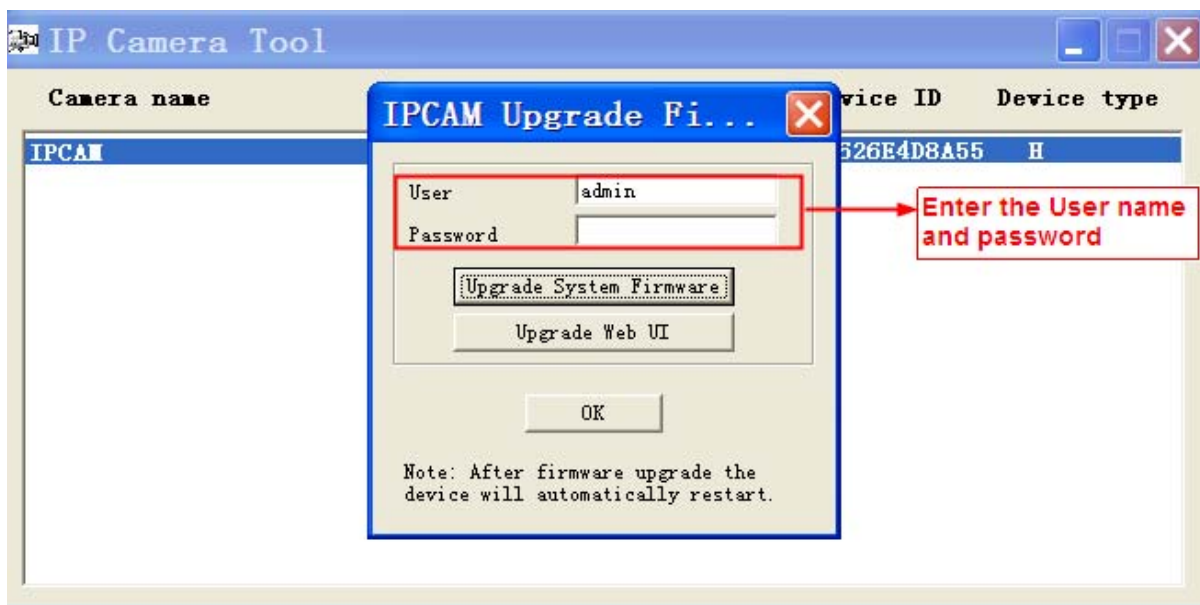 IP Camera Tool
Camera name
vice ID
Device type
IPCAM
526E4D8A55
H
IPCAM Upgrade Fi...
User
admin
Password
Upgrade System Firmware
Upgrade Web UI
OK
Note: After firmware upgrade the
device will automatically restart.
Enter the User name
and password